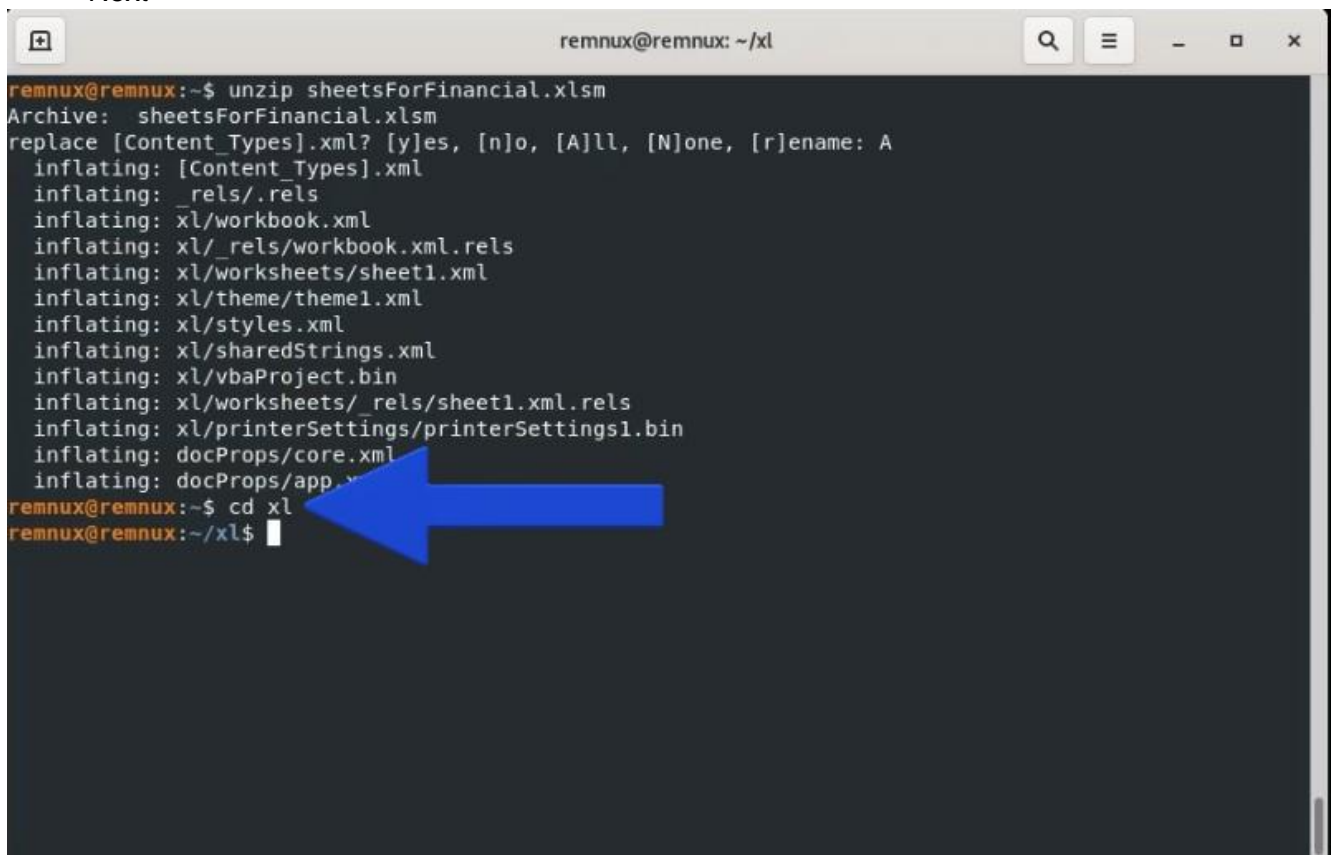 remnux@remnux: ~/xl
remnux@remnux:~$ unzip sheetsForFinancial.xlsm
Archive:  sheetsForFinancial.xlsm
replace [Content_Types].xml? [y]es, [n]o, [A]ll, [N]one, [r]ename: A
  inflating: [Content_Types].xml
  inflating: _rels/.rels
  inflating: xl/workbook.xml
  inflating: xl/_rels/workbook.xml.rels
  inflating: xl/worksheets/sheet1.xml
  inflating: xl/theme/theme1.xml
  inflating: xl/styles.xml
  inflating: xl/sharedStrings.xml
  inflating: xl/vbaProject.bin
  inflating: xl/worksheets/_rels/sheet1.xml.rels
  inflating: xl/printerSettings/printerSettings1.bin
  inflating: docProps/core.xml
  inflating: docProps/app.x
remnux@remnux:~$ cd xl
remnux@remnux:~/xl$